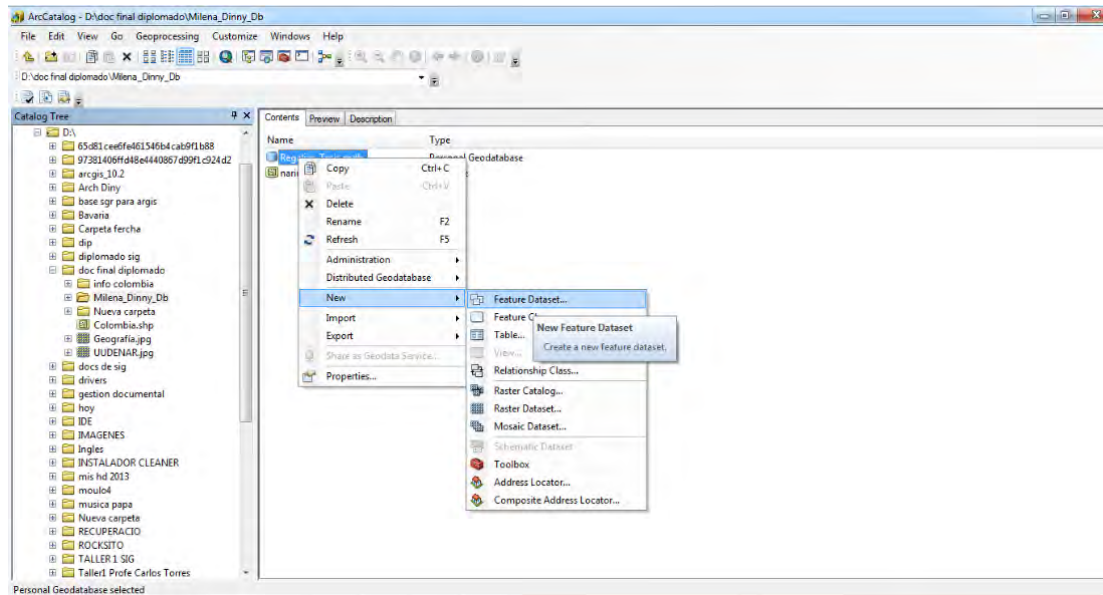 ArcCatalog - D:\doc final diplomado\Milena_Dinny_Db
File Edit View Go Geoprocessing Customize Windows Help
D:\doc final diplomado\Milena_Dinny_Db
Catalog Tree
D:\
65d81cee6fe461546b4cab9f1b88
97381406ffd48e4440867d99f1c924d2
arcgis_10.2
Arch Diny
base sgr para argis
Bavaria
Carpeta fercha
dip
diplomado sig
doc final diplomado
info colombia
Milena_Dinny_Db
Nueva carpeta
Colombia.shp
Geografía.jpg
UUDENAR.jpg
docs de sig
drivers
gestion documental
hoy
IDE
IMAGENES
Ingles
INSTALADOR CLEANER
mis hd 2013
moulo4
musica papa
Nueva carpeta
RECUPERACIO
ROCKSITO
TALLER 1 SIG
Taller1 Profe Carlos Torres
Contents Preview Description
Name Type
Personal Geodatabase
Copy Ctrl+C
Paste Ctrl+V
Delete
Rename F2
Refresh F5
Administration
Distributed Geodatabase
New
Import
Export
Share as Geodata Service...
Properties...
Feature Dataset...
Feature
Table...
View...
Relationship Class...
Raster Catalog...
Raster Dataset...
Mosaic Dataset...
Schematic Dataset
Toolbox
Address Locator...
Composite Address Locator...
New Feature Dataset
Create a new feature dataset.
Personal Geodatabase selected